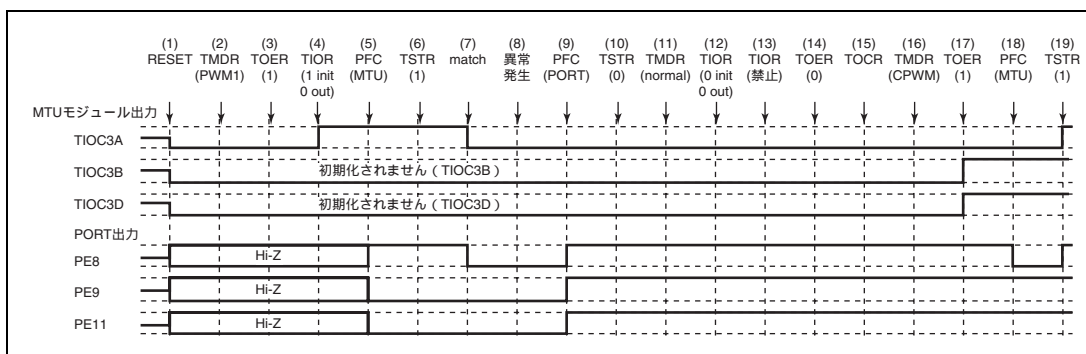 (1) (2) (3) (4) (5) (6) (7) (8) (9) (10) (11) (12) (13) (14) (15) (16) (17) (18) (19)
RESET TMDR TOER TIOR PFC TSTR match 異常 PFC TSTR TMDR TIOR TIOR TOER TOCR TMDR TOER PFC TSTR
(PWM1) (1) (1 init (MTU) (1) 発生 (PORT) (0) (normal) (0 init (禁止) (0) (CPWM) (1) (MTU) (1)
0 out) 0 out)
MTUモジュール出力
TIOC3A
TIOC3B 初期化されません（TIOC3B）
TIOC3D 初期化されません（TIOC3D）
PORT出力
PE8 Hi-Z
PE9 Hi-Z
PE11 Hi-Z